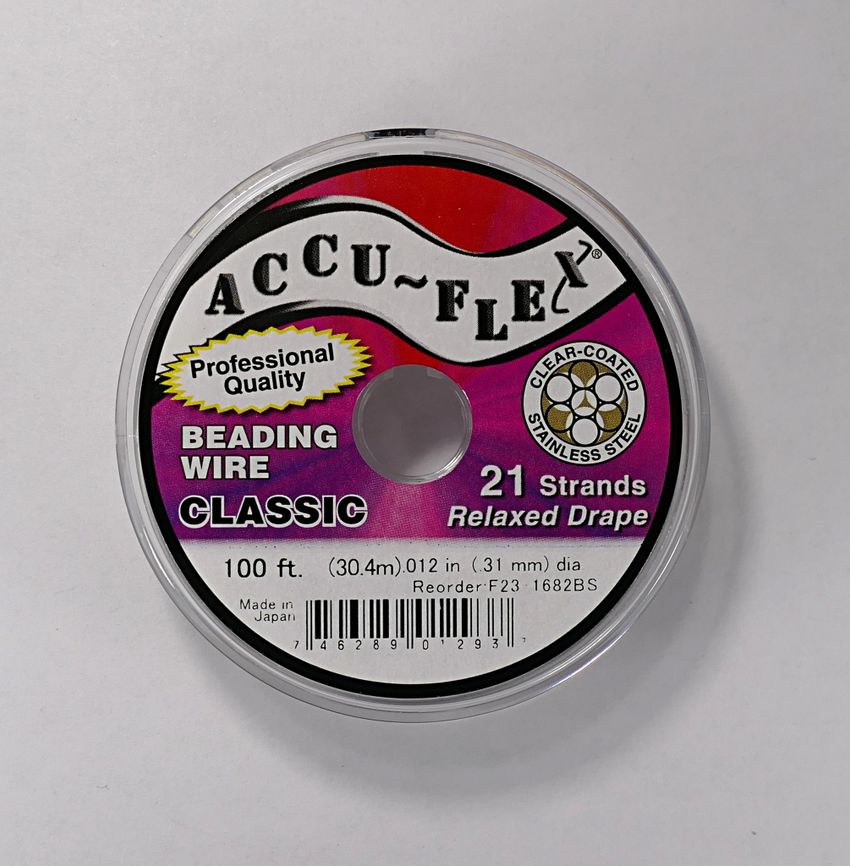 ACCU~FLEX®
Professional
Quality
CLEAR-COATED
STAINLESS STEEL
BEADING
WIRE
CLASSIC
21 Strands
Relaxed Drape
100 ft. (30.4m).012 in (.31 mm) dia
Reorder F23 1682BS
Made in
Japan
7 46289 01293 7